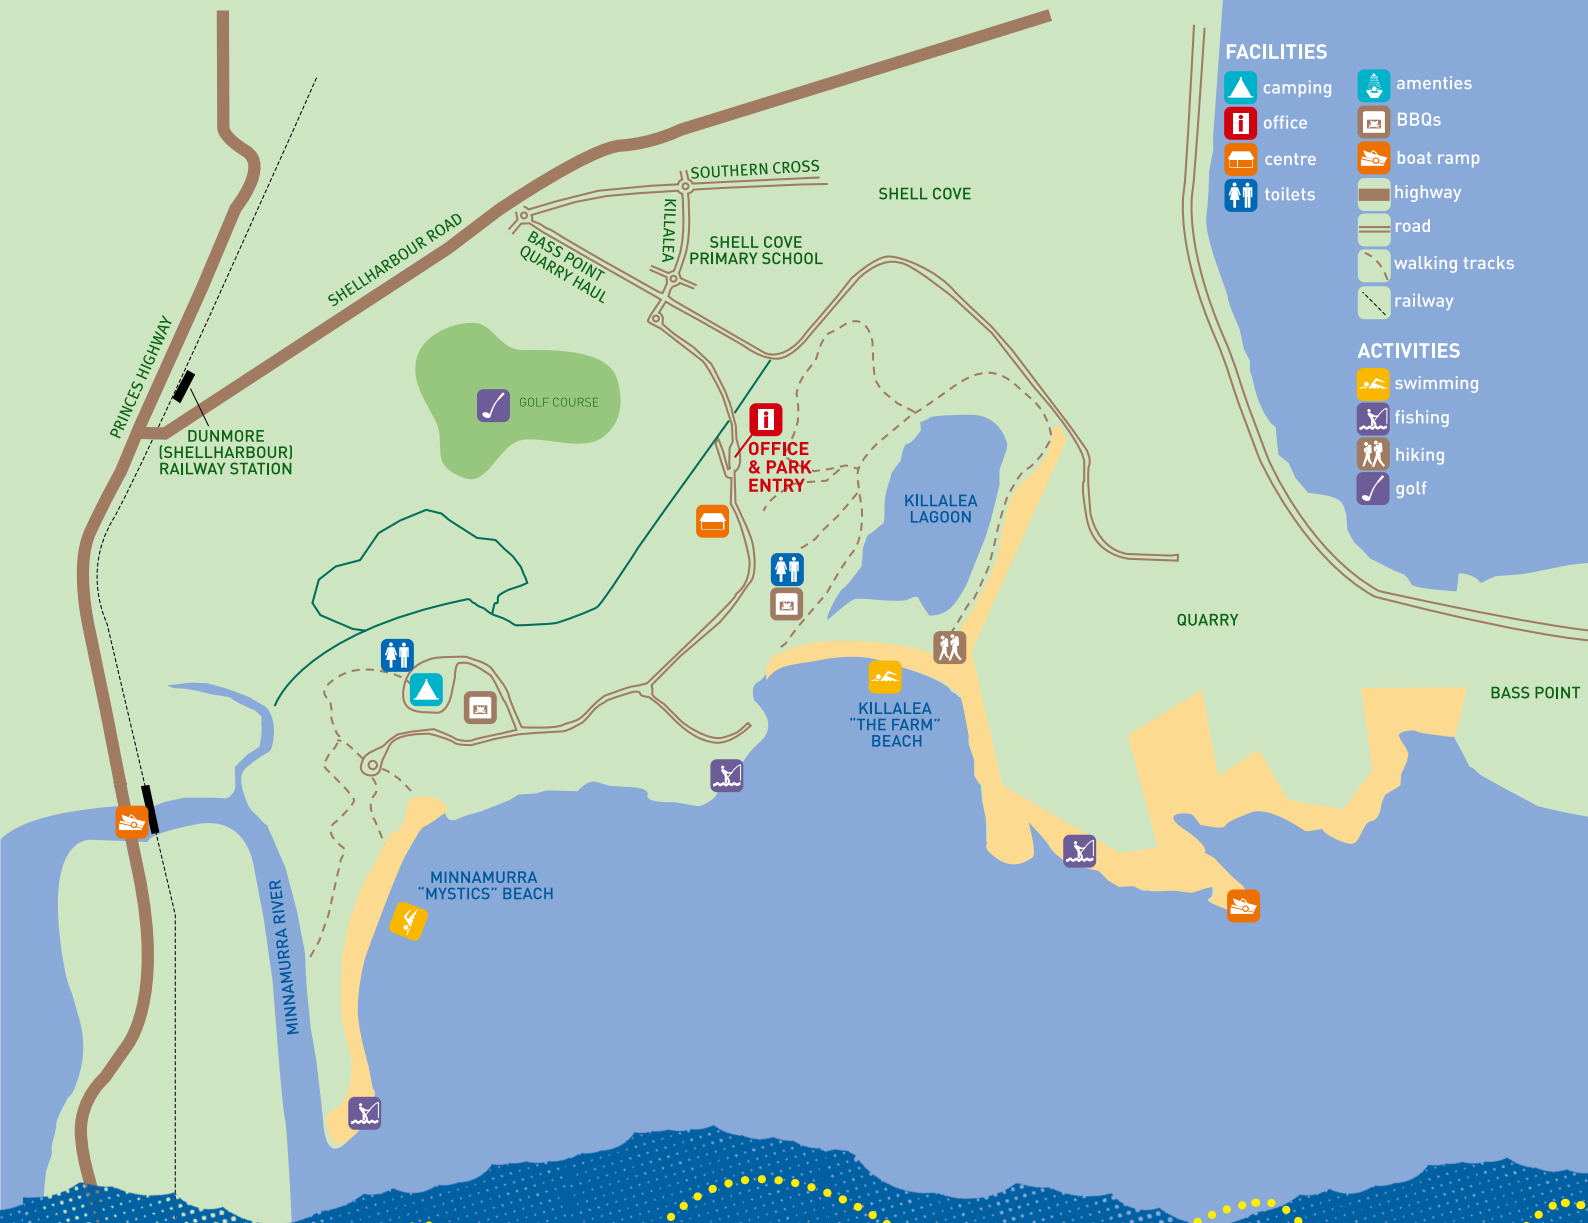 FACILITIES
camping
office
centre
toilets
amenties
BBQs
boat ramp
highway
road
walking tracks
railway
ACTIVITIES
swimming
fishing
hiking
golf
SOUTHERN CROSS
KILLALEA
SHELL COVE
SHELL COVE
PRIMARY SCHOOL
BASS POINT
QUARRY HAUL
SHELLHARBOUR ROAD
PRINCES HIGHWAY
DUNMORE
(SHELLHARBOUR)
RAILWAY STATION
GOLF COURSE
OFFICE
& PARK
ENTRY
KILLALEA
LAGOON
QUARRY
BASS POINT
KILLALEA
“THE FARM”
BEACH
MINNAMURRA
“MYSTICS” BEACH
MINNAMURRA RIVER